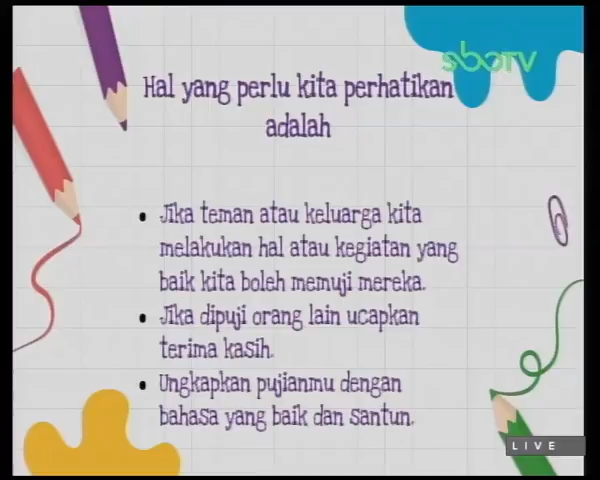 sboTV
Hal yang perlu kita perhatikan
adalah
• Jika teman atau keluarga kita
melakukan hal atau kegiatan yang
baik kita boleh memuji mereka.
• Jika dipuji orang lain ucapkan
terima kasih.
• Ungkapkan pujianmu dengan
bahasa yang baik dan santun.
LIVE